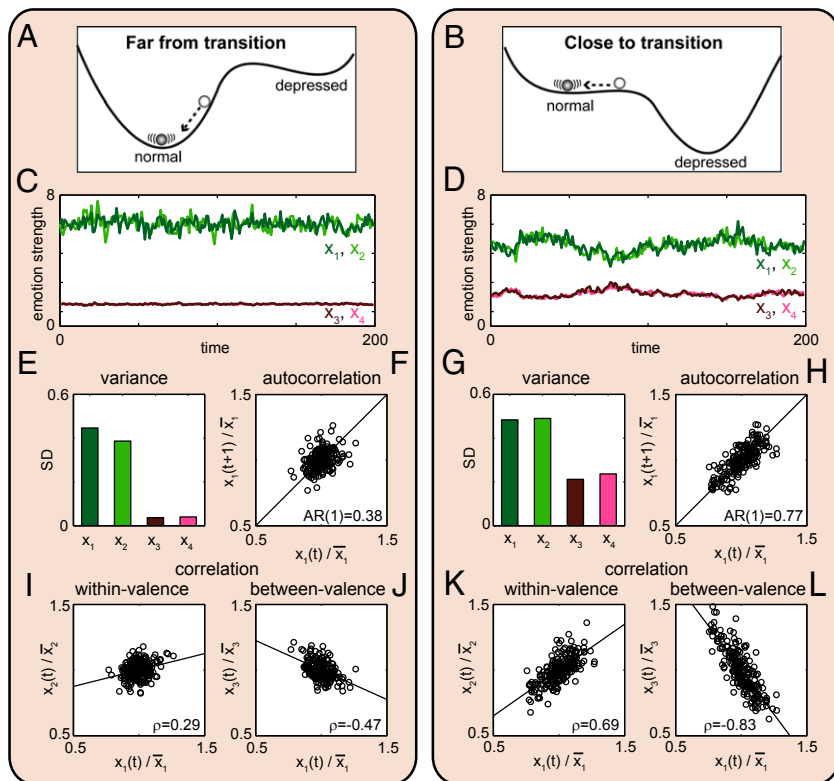 A
Far from transition
depressed
normal
B
Close to transition
normal
depressed
C
8
emotion strength
0
x1, x2
x3, x4
0
time
200
D
8
emotion strength
0
x1, x2
x3, x4
0
time
200
E
variance
0.6
SD
0
x1 x2 x3 x4
autocorrelation
F
1.5
x1(t+1) / x̄1
0.5
AR(1)=0.38
0.5
1.5
x1(t) / x̄1
G
variance
0.6
SD
0
x1 x2 x3 x4
autocorrelation
H
1.5
x1(t+1) / x̄1
0.5
AR(1)=0.77
0.5
1.5
x1(t) / x̄1
correlation
I
within-valence
1.5
x2(t) / x̄2
0.5
ρ=0.29
0.5
1.5
x1(t) / x̄1
between-valence
J
1.5
x3(t) / x̄3
0.5
ρ=-0.47
0.5
1.5
x1(t) / x̄1
correlation
K
within-valence
1.5
x2(t) / x̄2
0.5
ρ=0.69
0.5
1.5
x1(t) / x̄1
between-valence
L
1.5
x3(t) / x̄3
0.5
ρ=-0.83
0.5
1.5
x1(t) / x̄1